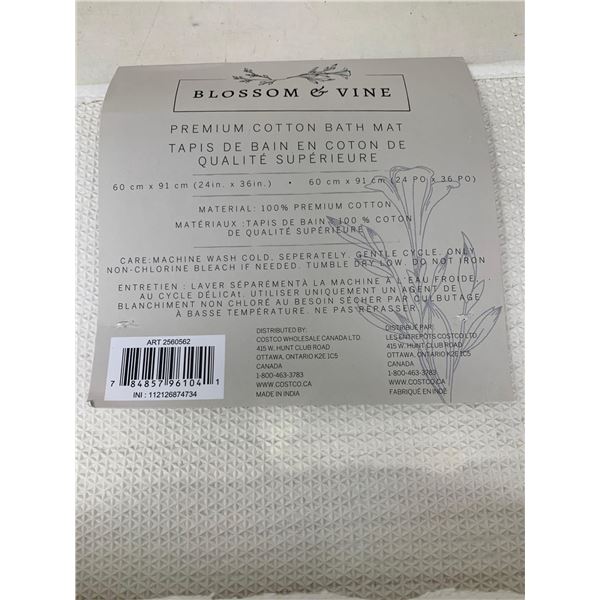 BLOSSOM & VINE
PREMIUM COTTON BATH MAT
TAPIS DE BAIN EN COTON DE
QUALITÉ SUPÉRIEURE
60 cm x 91 cm (24in. x 36in.) • 60 cm x 91 cm (24 PO x 36 PO)
MATERIAL: 100% PREMIUM COTTON
MATÉRIAUX :TAPIS DE BAIN : 100 % COTON
DE QUALITÉ SUPÉRIEURE
CARE:MACHINE WASH COLD, SEPERATELY. GENTLE CYCLE, ONLY
NON-CHLORINE BLEACH IF NEEDED. TUMBLE DRY LOW. DO NOT IRON
ENTRETIEN : LAVER SÉPARÉMENTÀ LA MACHINE À L'EAU FROIDE
AU CYCLE DÉLICAt. UTILISER UNIQUEMENT UN AGENT DE
BLANCHIMENT NON CHLORÉ AU BESOIN SÉCHER PAR CULBUTAGE
À BASSE TEMPÉRATURE. NE PAS REPASSER
ART 2560562
7 84857 96104 1
INI : 112126874734
DISTRIBUTED BY:
COSTCO WHOLESALE CANADA LTD.
415 W. HUNT CLUB ROAD
OTTAWA, ONTARIO K2E 1C5
CANADA
1-800-463-3783
WWW.COSTCO.CA
MADE IN INDIA
DISTRIBUÉ PAR:
LES ENTREPÔTS COSTCO LTD.
415 W. HUNT CLUB ROAD
OTTAWA, ONTARIO K2E 1C5
CANADA
1-800-463-3783
WWW.COSTCO.CA
FABRIQUÉ EN INDE